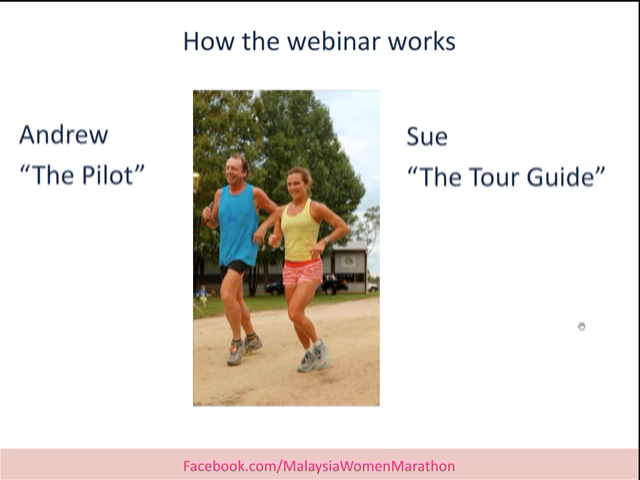 How the webinar works
Andrew
“The Pilot”
Sue
“The Tour Guide”
Facebook.com/MalaysiaWomenMarathon